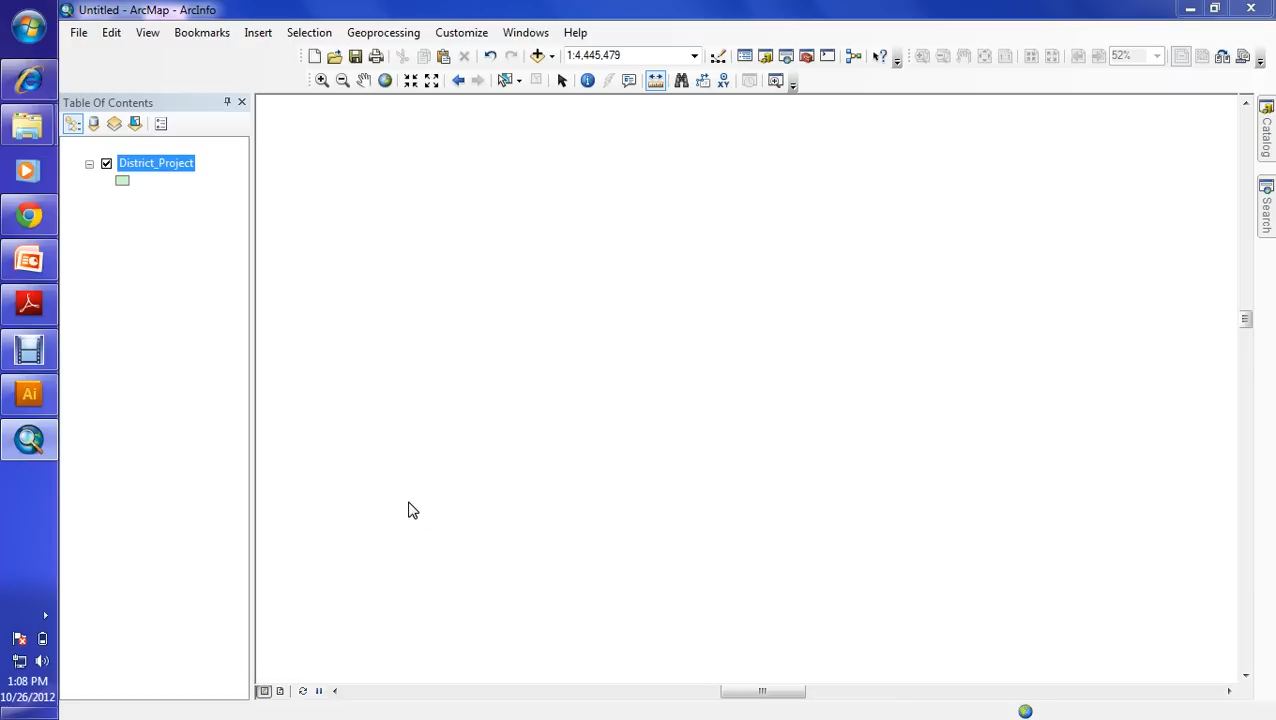 Untitled - ArcMap - ArcInfo
File Edit View Bookmarks Insert Selection Geoprocessing Customize Windows Help
1:4,445,479
52%
Table Of Contents
District_Project
Catalog
Search
Ai
1:08 PM
10/26/2012